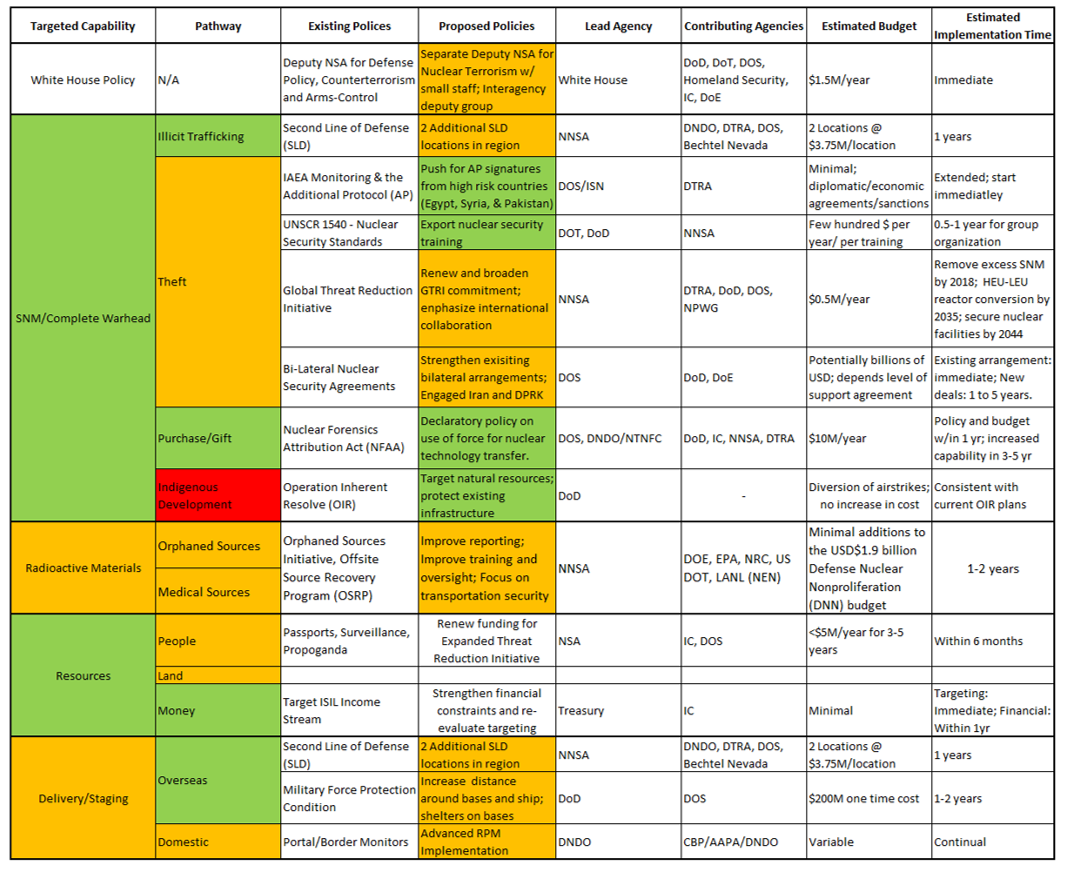 Targeted Capability
Pathway
Existing Polices
Proposed Policies
Lead Agency
Contributing Agencies
Estimated Budget
Estimated
Implementation Time
White House Policy
N/A
Deputy NSA for Defense
Policy, Counterterrorism
and Arms-Control
Separate Deputy NSA for
Nuclear Terrorism w/
small staff; Interagency
deputy group
White House
DoD, DoT, DOS,
Homeland Security,
IC, DoE
$1.5M/year
Immediate
SNM/Complete Warhead
Illicit Trafficking
Second Line of Defense
(SLD)
2 Additional SLD
locations in region
NNSA
DNDO, DTRA, DOS,
Bechtel Nevada
2 Locations @
$3.75M/location
1 years
Theft
IAEA Monitoring & the
Additional Protocol (AP)
Push for AP signatures
from high risk countries
(Egypt, Syria, & Pakistan)
DOS/ISN
DTRA
Minimal;
diplomatic/economic
agreements/sanctions
Extended; start
immediatley
UNSCR 1540 - Nuclear
Security Standards
Export nuclear security
training
DOT, DoD
NNSA
Few hundred $ per
year/ per training
0.5-1 year for group
organization
Global Threat Reduction
Initiative
Renew and broaden
GTRI commitment;
enphasize international
collaboration
NNSA
DTRA, DoD, DOS,
NPWG
$0.5M/year
Remove excess SNM
by 2018; HEU-LEU
reactor conversion by
2035; secure nuclear
facilities by 2044
Bi-Lateral Nuclear
Security Agreements
Strengthen exisiting
bilateral arrangements;
Engaged Iran and DPRK
DOS
DoD, DoE
Potentially billions of
USD; depends level of
support agreement
Existing arrangement:
immediate; New
deals: 1 to 5 years.
Purchase/Gift
Nuclear Forensics
Attribution Act (NFAA)
Declaratory policy on
use of force for nuclear
technology transfer.
DOS, DNDO/NTNFC
DoD, IC, NNSA, DTRA
$10M/year
Policy and budget
w/in 1 yr; increased
capability in 3-5 yr
Indigenous
Development
Operation Inherent
Resolve (OIR)
Target natural resources;
protect existing
infrastructure
DoD
-
Diversion of airstrikes;
no increase in cost
Consistent with
current OIR plans
Radioactive Materials
Orphaned Sources
Medical Sources
Orphaned Sources
Initiative, Offsite
Source Recovery
Program (OSRP)
Improve reporting;
Improve training and
oversight; Focus on
transportation security
NNSA
DOE, EPA, NRC, US
DOT, LANL (NEN)
Minimal additions to
the USD$1.9 billion
Defense Nuclear
Nonproliferation
(DNN) budget
1-2 years
Resources
People
Passports, Surveillance,
Propoganda
Renew funding for
Expanded Threat
Reduction Initiative
NSA
IC, DOS
<$5M/year for 3-5
years
Within 6 months
Land
Money
Target ISIL Income
Stream
Strengthen financial
constraints and re-
evaluate targeting
Treasury
IC
Minimal
Targeting:
Immediate; Financial:
Within 1yr
Delivery/Staging
Overseas
Second Line of Defense
(SLD)
2 Additional SLD
locations in region
NNSA
DNDO, DTRA, DOS,
Bechtel Nevada
2 Locations @
$3.75M/location
1 years
Military Force Protection
Condition
Increase distance
around bases and ship;
shelters on bases
DoD
DOS
$200M one time cost
1-2 years
Domestic
Portal/Border Monitors
Advanced RPM
Implementation
DNDO
CBP/AAPA/DNDO
Variable
Continual